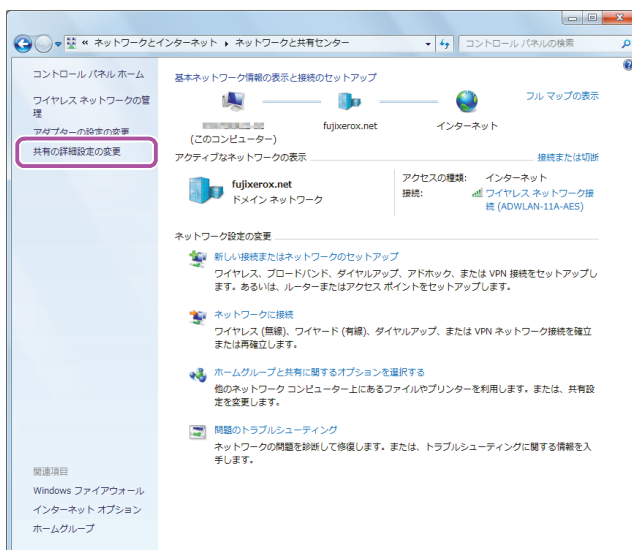 « ネットワークとインターネット ▸ ネットワークと共有センター
コントロール パネルの検索
コントロール パネル ホーム
ワイヤレス ネットワークの管
理
アダプターの設定の変更
共有の詳細設定の変更
基本ネットワーク情報の表示と接続のセットアップ
フル マップの表示
fujixerox.net
インターネット
(このコンピューター)
アクティブなネットワークの表示
接続または切断
fujixerox.net
ドメイン ネットワーク
アクセスの種類: インターネット
接続: ワイヤレス ネットワーク接
続 (ADWLAN-11A-AES)
ネットワーク設定の変更
新しい接続またはネットワークのセットアップ
ワイヤレス、ブロードバンド、ダイヤルアップ、アドホック、または VPN 接続をセットアップし
ます。あるいは、ルーターまたはアクセス ポイントをセットアップします。
ネットワークに接続
ワイヤレス (無線)、ワイヤード (有線)、ダイヤルアップ、または VPN ネットワーク接続を確立
または再確立します。
ホームグループと共有に関するオプションを選択する
他のネットワーク コンピューター上にあるファイルやプリンターを利用します。または、共有設
定を変更します。
問題のトラブルシューティング
ネットワークの問題を診断して修復します。または、トラブルシューティングに関する情報を入
手します。
関連項目
Windows ファイアウォール
インターネット オプション
ホームグループ